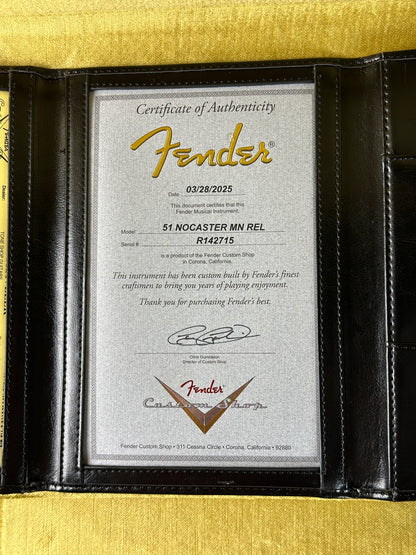 Certificate of Authenticity
Fender®
Date 03/28/2025
This document certifies that this
Fender Musical Instrument,
Model: 51 NOCASTER MN REL
Serial #: R142715
is a product of the Fender Custom Shop
in Corona, California.
This instrument has been custom built by Fender's finest
craftsmen to bring you years of playing enjoyment.
Thank you for purchasing Fender's best.
Director of Custom Shop
Fender
Custom Shop
Fender Custom Shop • 311 Cessna Circle • Corona, California • 92880
Dealer: